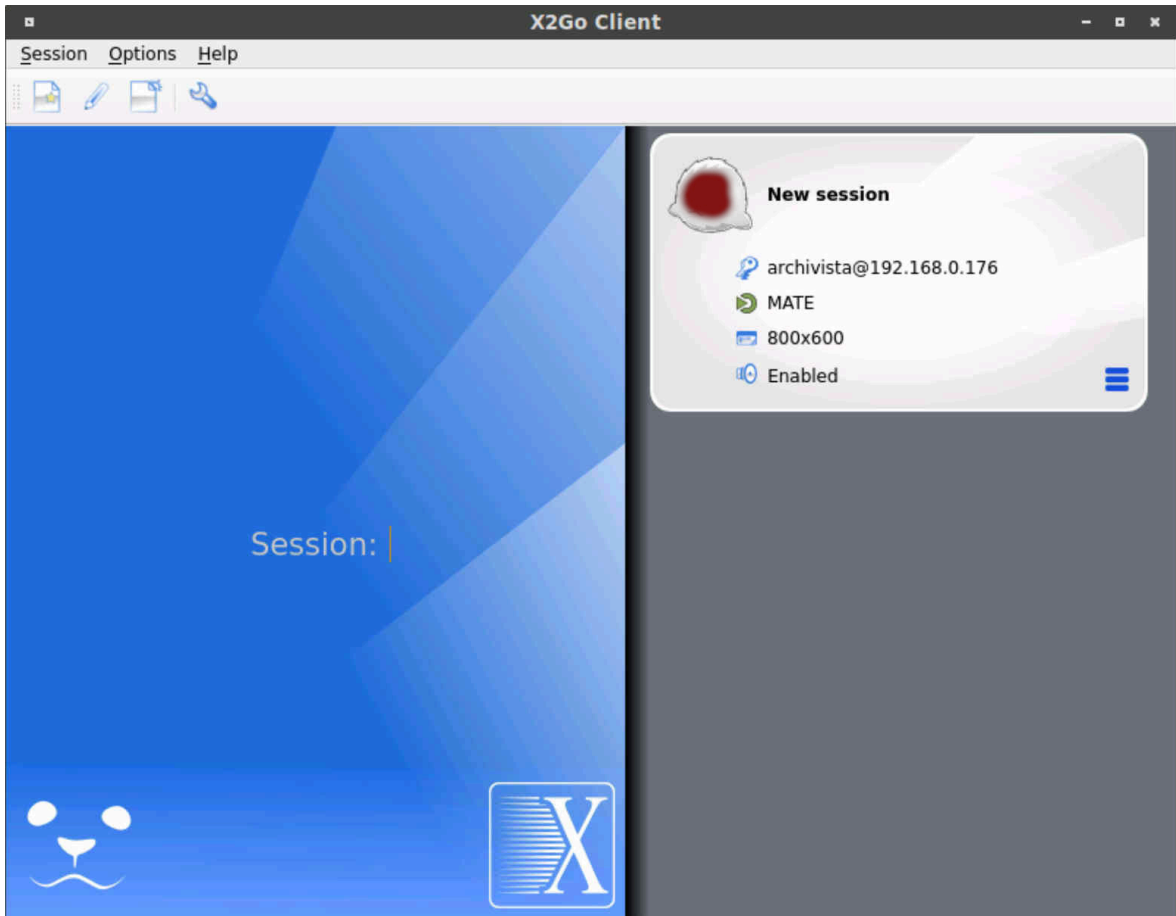 X2Go Client
Session Options Help
New session
archivista@192.168.0.176
MATE
800x600
Enabled
Session:
X